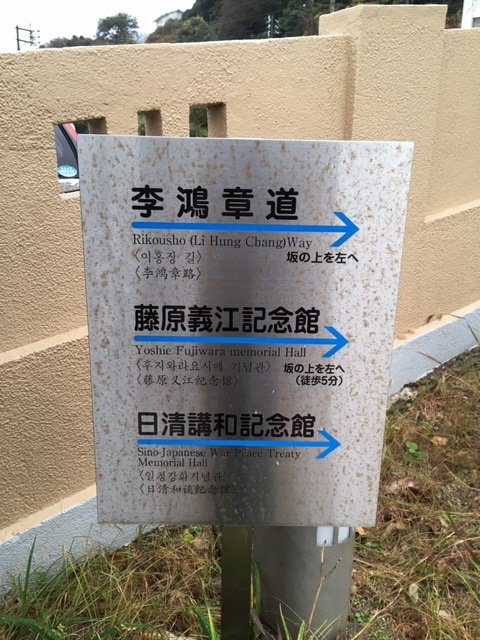 李鴻章道
Rikousho (Li Hung Chang)Way
〈이홍장 길〉
坂の上を左へ
〈李鸿章路〉
藤原義江記念館
Yoshie Fujiwara memorial Hall
〈후지와라요시에 기념관〉
坂の上を左へ
(徒歩5分)
〈藤原义江纪念馆〉
日清講和記念館
Sino-Japanese War Peace Treaty
Memorial Hall
〈일청강화기념관〉
〈日清和谈纪念馆〉